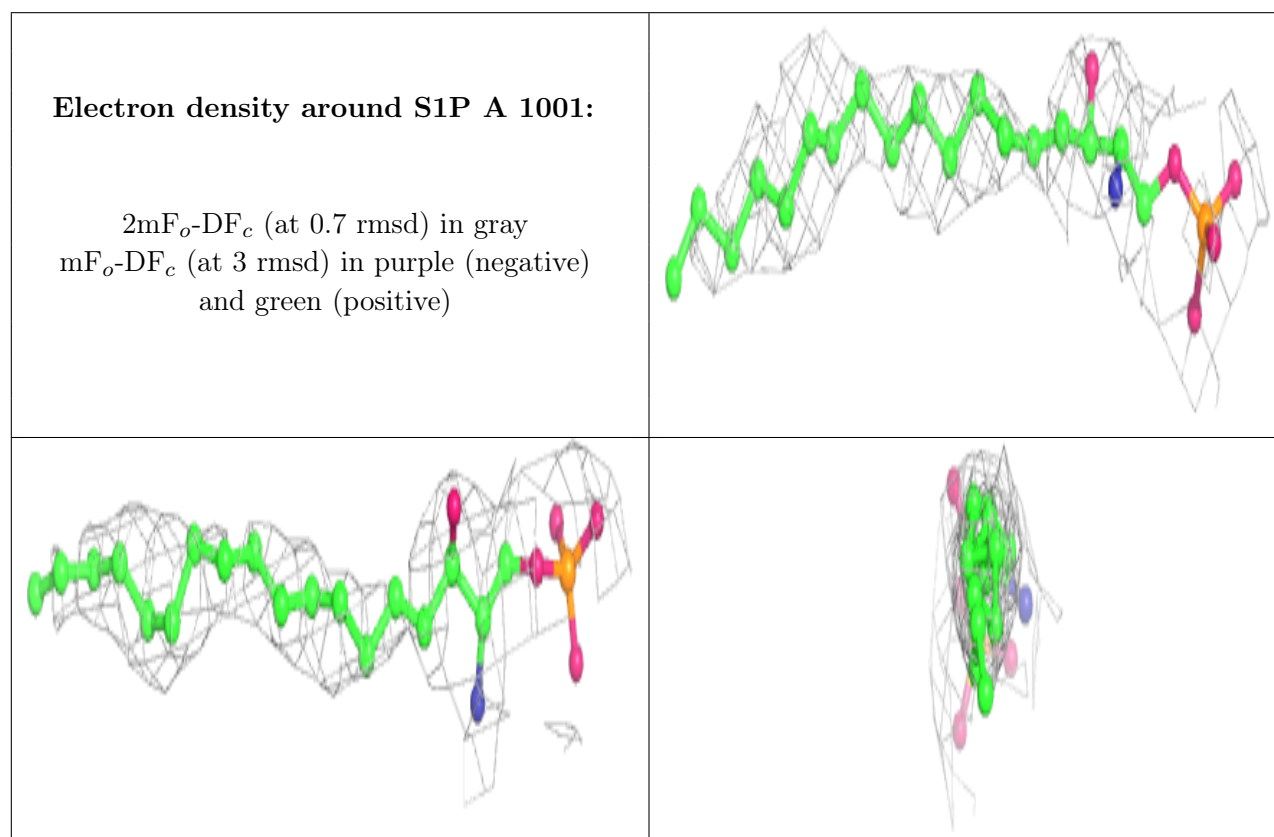 Electron density around S1P A 1001:
2mFo-DFc (at 0.7 rmsd) in gray
mFo-DFc (at 3 rmsd) in purple (negative)
and green (positive)